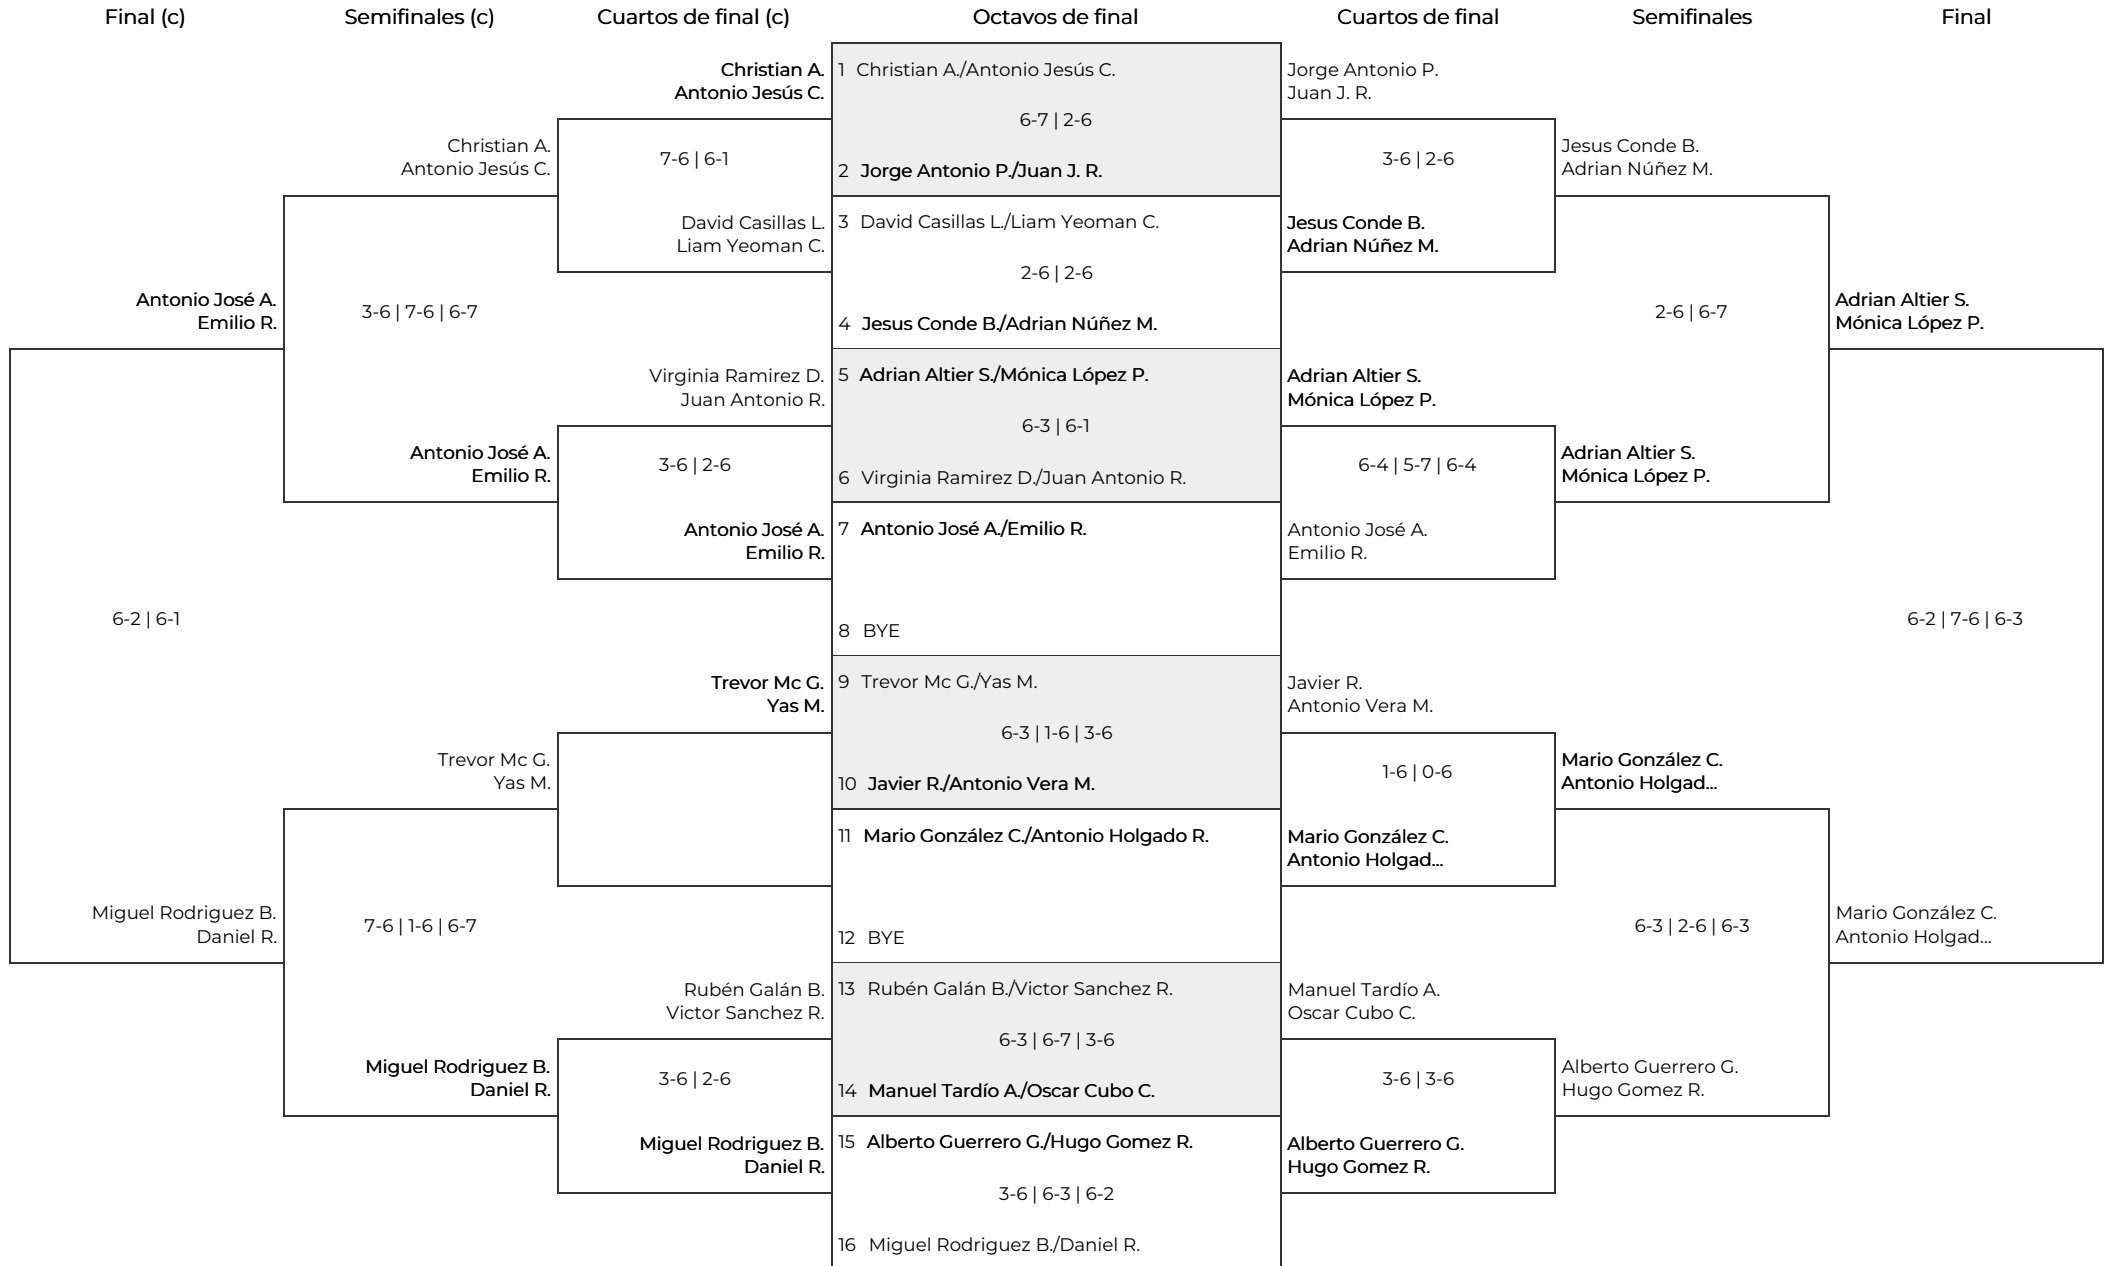 Final (c)
Semifinales (c)
Cuartos de final (c)
Octavos de final
Cuartos de final
Semifinales
Final
Antonio José A.
Emilio R.
6-2 | 6-1
Miguel Rodriguez B.
Daniel R.
Christian A.
Antonio Jesús C.
3-6 | 7-6 | 6-7
Antonio José A.
Emilio R.
Trevor Mc G.
Yas M.
7-6 | 1-6 | 6-7
Miguel Rodriguez B.
Daniel R.
Christian A.
Antonio Jesús C.
7-6 | 6-1
David Casillas L.
Liam Yeoman C.
Virginia Ramirez D.
Juan Antonio R.
3-6 | 2-6
Antonio José A.
Emilio R.
Trevor Mc G.
Yas M.
Rubén Galán B.
Victor Sanchez R.
3-6 | 2-6
Miguel Rodriguez B.
Daniel R.
1 Christian A./Antonio Jesús C.
6-7 | 2-6
2 Jorge Antonio P./Juan J. R.
3 David Casillas L./Liam Yeoman C.
2-6 | 2-6
4 Jesus Conde B./Adrian Núñez M.
5 Adrian Altier S./Mónica López P.
6-3 | 6-1
6 Virginia Ramirez D./Juan Antonio R.
7 Antonio José A./Emilio R.
8 BYE
9 Trevor Mc G./Yas M.
6-3 | 1-6 | 3-6
10 Javier R./Antonio Vera M.
11 Mario González C./Antonio Holgado R.
12 BYE
13 Rubén Galán B./Victor Sanchez R.
6-3 | 6-7 | 3-6
14 Manuel Tardío A./Oscar Cubo C.
15 Alberto Guerrero G./Hugo Gomez R.
3-6 | 6-3 | 6-2
16 Miguel Rodriguez B./Daniel R.
Jorge Antonio P.
Juan J. R.
3-6 | 2-6
Jesus Conde B.
Adrian Núñez M.
Adrian Altier S.
Mónica López P.
6-4 | 5-7 | 6-4
Antonio José A.
Emilio R.
Javier R.
Antonio Vera M.
1-6 | 0-6
Mario González C.
Antonio Holgad...
Manuel Tardío A.
Oscar Cubo C.
3-6 | 3-6
Alberto Guerrero G.
Hugo Gomez R.
Jesus Conde B.
Adrian Núñez M.
2-6 | 6-7
Adrian Altier S.
Mónica López P.
Mario González C.
Antonio Holgad...
6-3 | 2-6 | 6-3
Alberto Guerrero G.
Hugo Gomez R.
Adrian Altier S.
Mónica López P.
6-2 | 7-6 | 6-3
Mario González C.
Antonio Holgad...